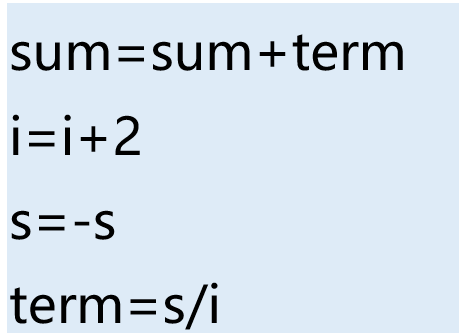 sum=sum+term
i=i+2
s=-s
term=s/i